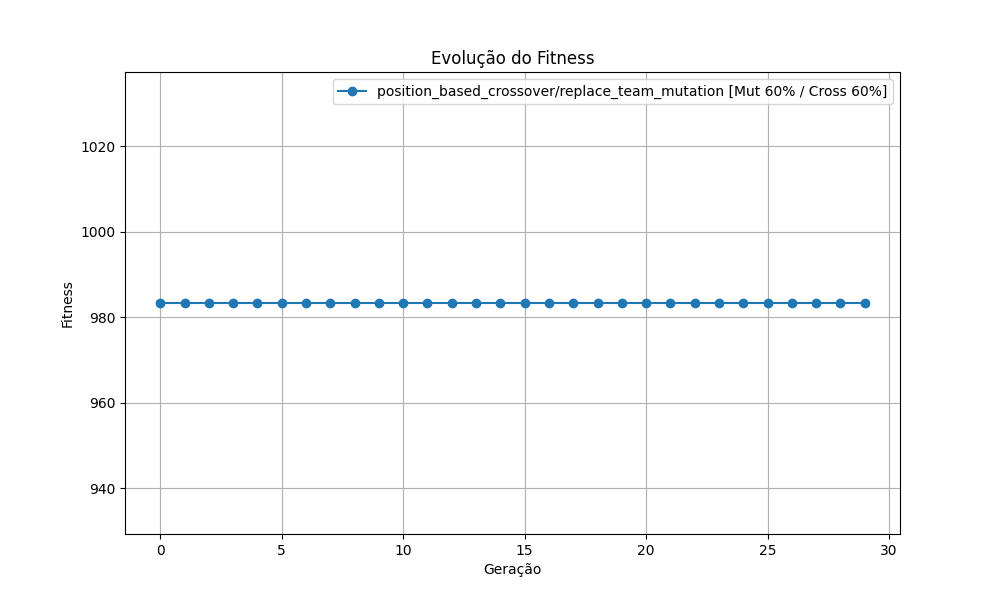 Evolução do Fitness
position_based_crossover/replace_team_mutation [Mut 60% / Cross 60%]
1020
1000
980
960
940
Fitness
0 5 10 15 20 25 30
Geração